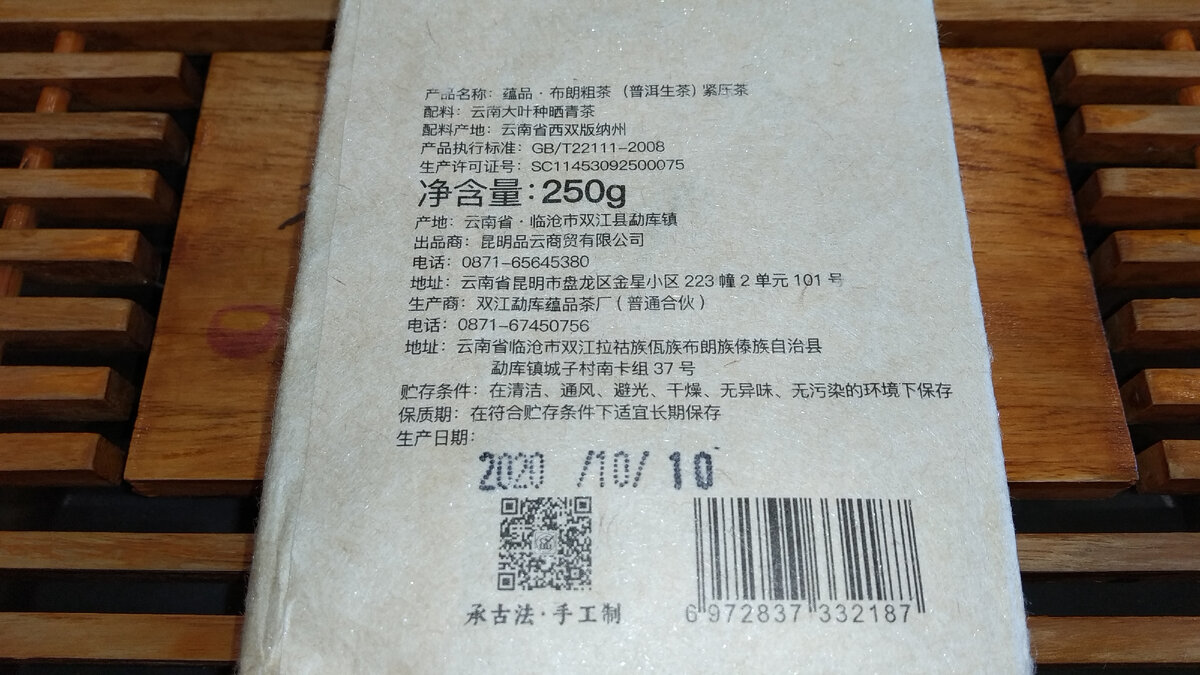 产品名称：蕴品·布朗粗茶（普洱生茶）紧压茶
配料：云南大叶种晒青茶
配料产地：云南省西双版纳州
产品执行标准：GB/T22111-2008
生产许可证号：SC11453092500075
净含量：250g
产地：云南省·临沧市双江县勐库镇
出品商：昆明品云商贸有限公司
电话：0871-65645380
地址：云南省昆明市盘龙区金星小区 223 幢 2 单元 101 号
生产商：双江勐库蕴品茶厂（普通合伙）
电话：0871-67450756
地址：云南省临沧市双江拉祜族佤族布朗族傣族自治县
勐库镇城子村南卡组 37 号
贮存条件：在清洁、通风、避光、干燥、无异味、无污染的环境下保存
保质期：在符合贮存条件下适宜长期保存
生产日期：
2020 /10/ 10
承古法·手工制
6 972837 332187